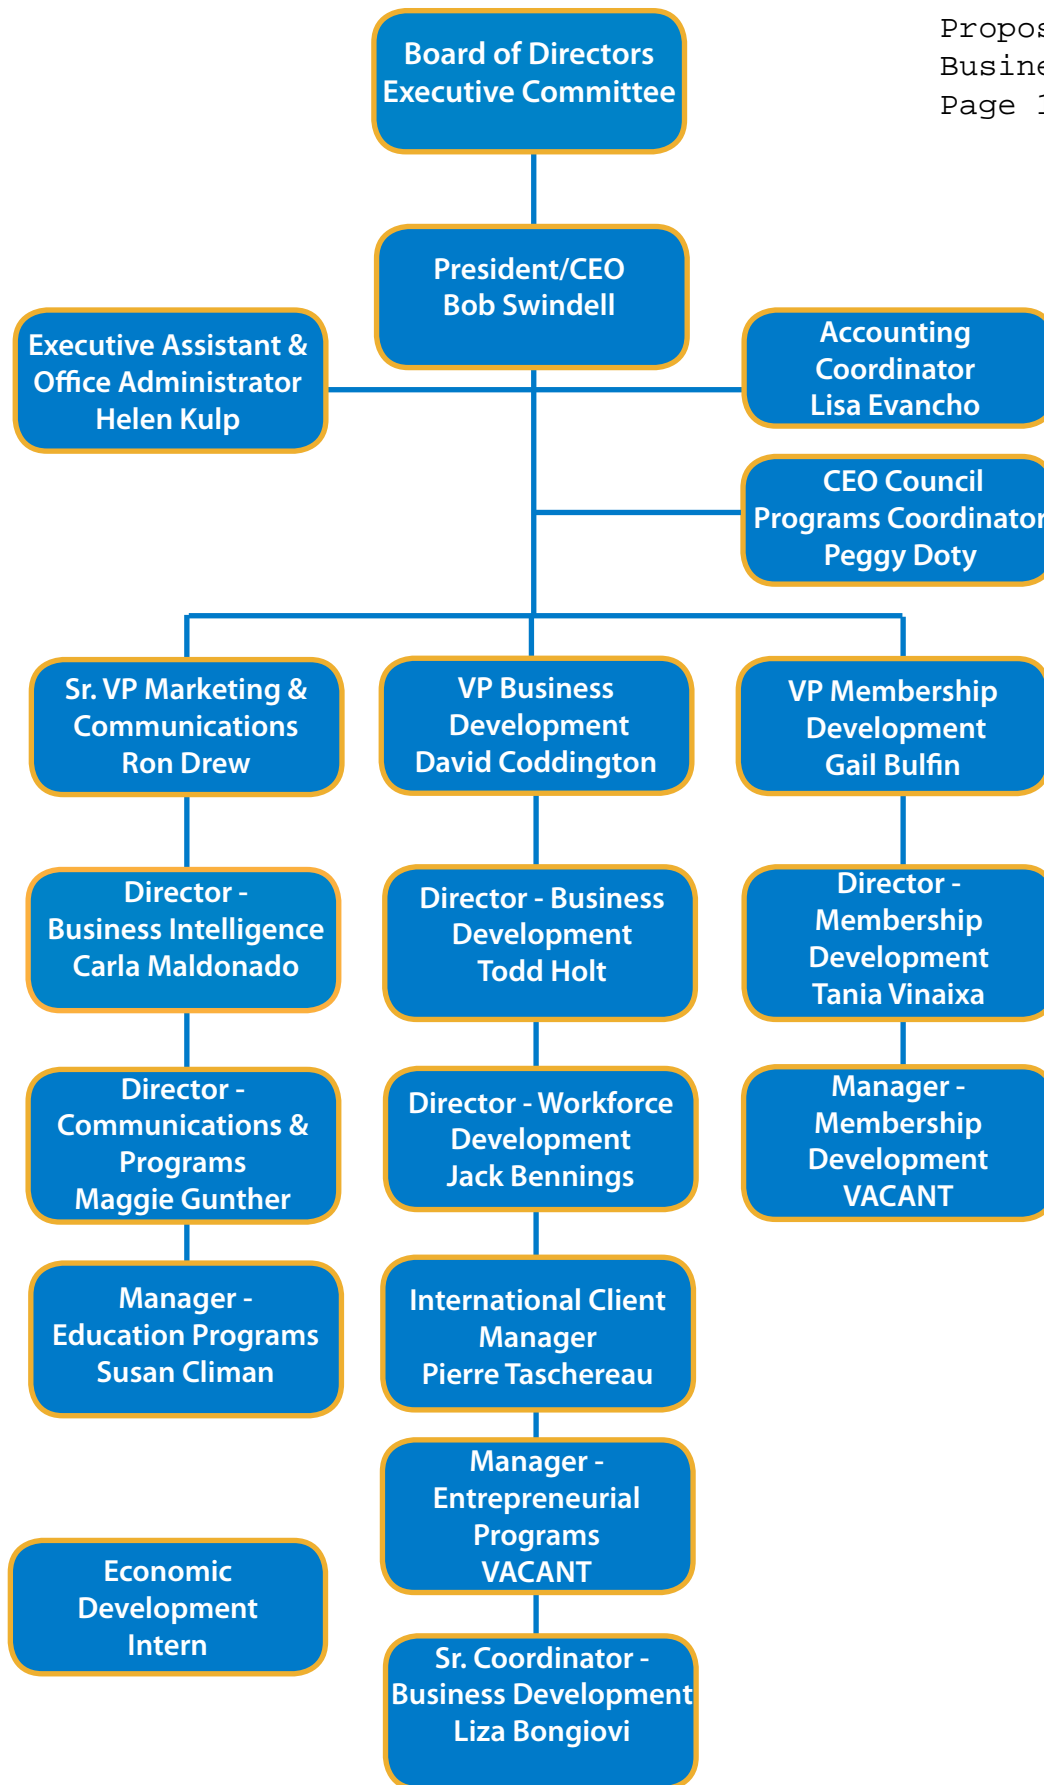 Propos
Busine
Page 1
Board of Directors
Executive Committee
President/CEO
Bob Swindell
Executive Assistant &
Office Administrator
Helen Kulp
Accounting
Coordinator
Lisa Evancho
CEO Council
Programs Coordinator
Peggy Doty
Sr. VP Marketing &
Communications
Ron Drew
VP Business
Development
David Coddington
VP Membership
Development
Gail Bulfin
Director -
Business Intelligence
Carla Maldonado
Director - Business
Development
Todd Holt
Director -
Membership
Development
Tania Vinaixa
Director -
Communications &
Programs
Maggie Gunther
Director - Workforce
Development
Jack Bennings
Manager -
Membership
Development
VACANT
Manager -
Education Programs
Susan Climan
International Client
Manager
Pierre Taschereau
Manager -
Entrepreneurial
Programs
VACANT
Economic
Development
Intern
Sr. Coordinator -
Business Development
Liza Bongiovi